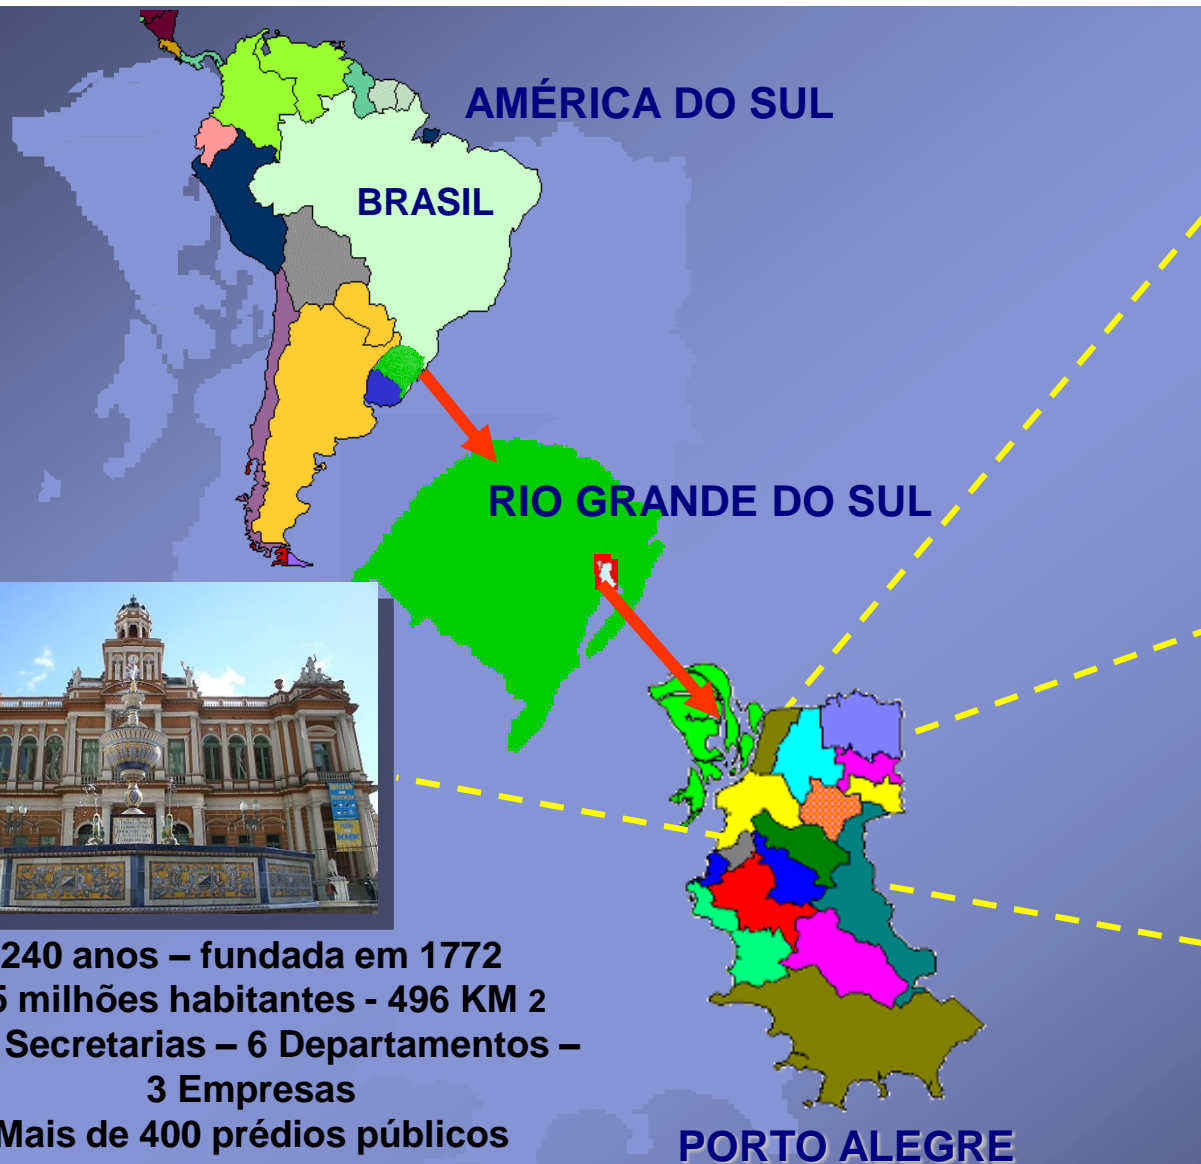 AMÉRICA DO SUL
BRASIL
RIO GRANDE DO SUL
240 anos – fundada em 1772
milhões habitantes - 496 KM 2
Secretarias – 6 Departamentos –
3 Empresas
Mais de 400 prédios públicos
PORTO ALEGRE